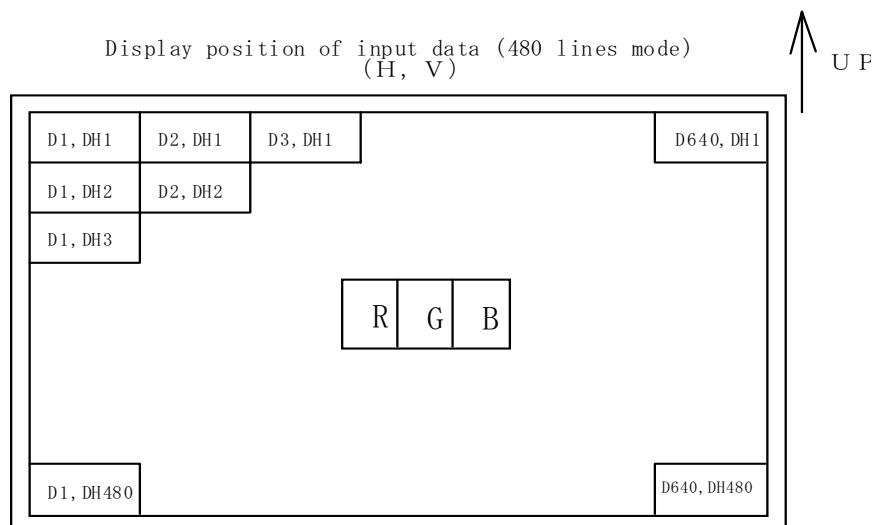 Display position of input data (480 lines mode)
(H, V)
UP
D1, DH1 D2, DH1 D3, DH1 D640, DH1
D1, DH2 D2, DH2
D1, DH3
R G B
D1, DH480 D640, DH480